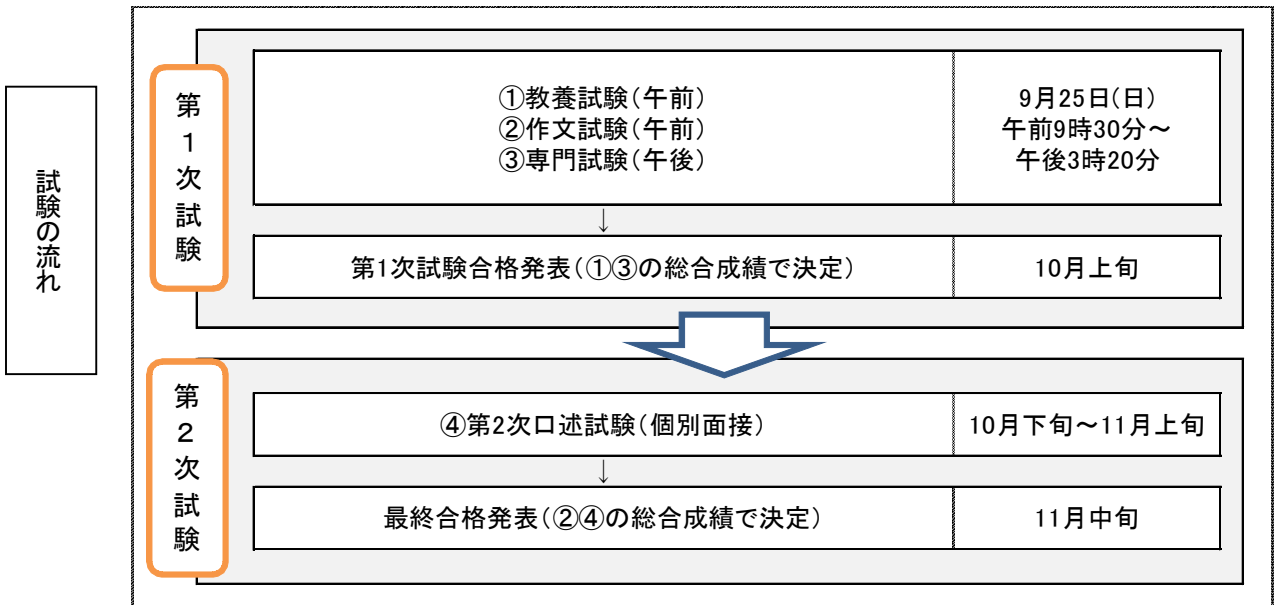 試験の流れ
第1次試験
①教養試験(午前)
②作文試験(午前)
③専門試験(午後)
9月25日(日)
午前9時30分～
午後3時20分
↓
第1次試験合格発表(①③の総合成績で決定)
10月上旬
第2次試験
④第2次口述試験(個別面接)
10月下旬～11月上旬
↓
最終合格発表(②④の総合成績で決定)
11月中旬